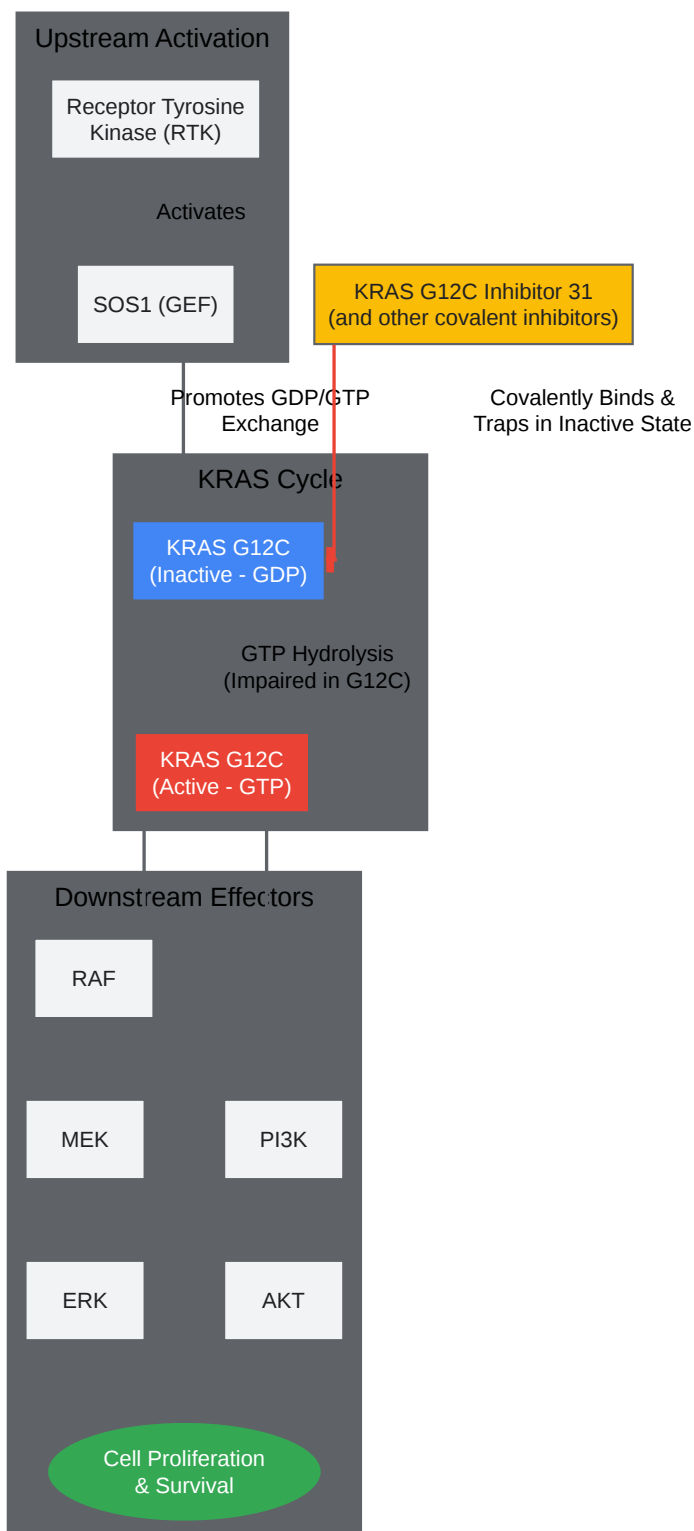 Upstream Activation
Receptor Tyrosine
Kinase (RTK)
Activates
SOS1 (GEF)
KRAS G12C Inhibitor 31
(and other covalent inhibitors)
Promotes GDP/GTP
Exchange
Covalently Binds &
Traps in Inactive State
KRAS Cycle
KRAS G12C
(Inactive - GDP)
GTP Hydrolysis
(Impaired in G12C)
KRAS G12C
(Active - GTP)
Downstream Effectors
RAF
MEK
PI3K
ERK
AKT
Cell Proliferation
& Survival